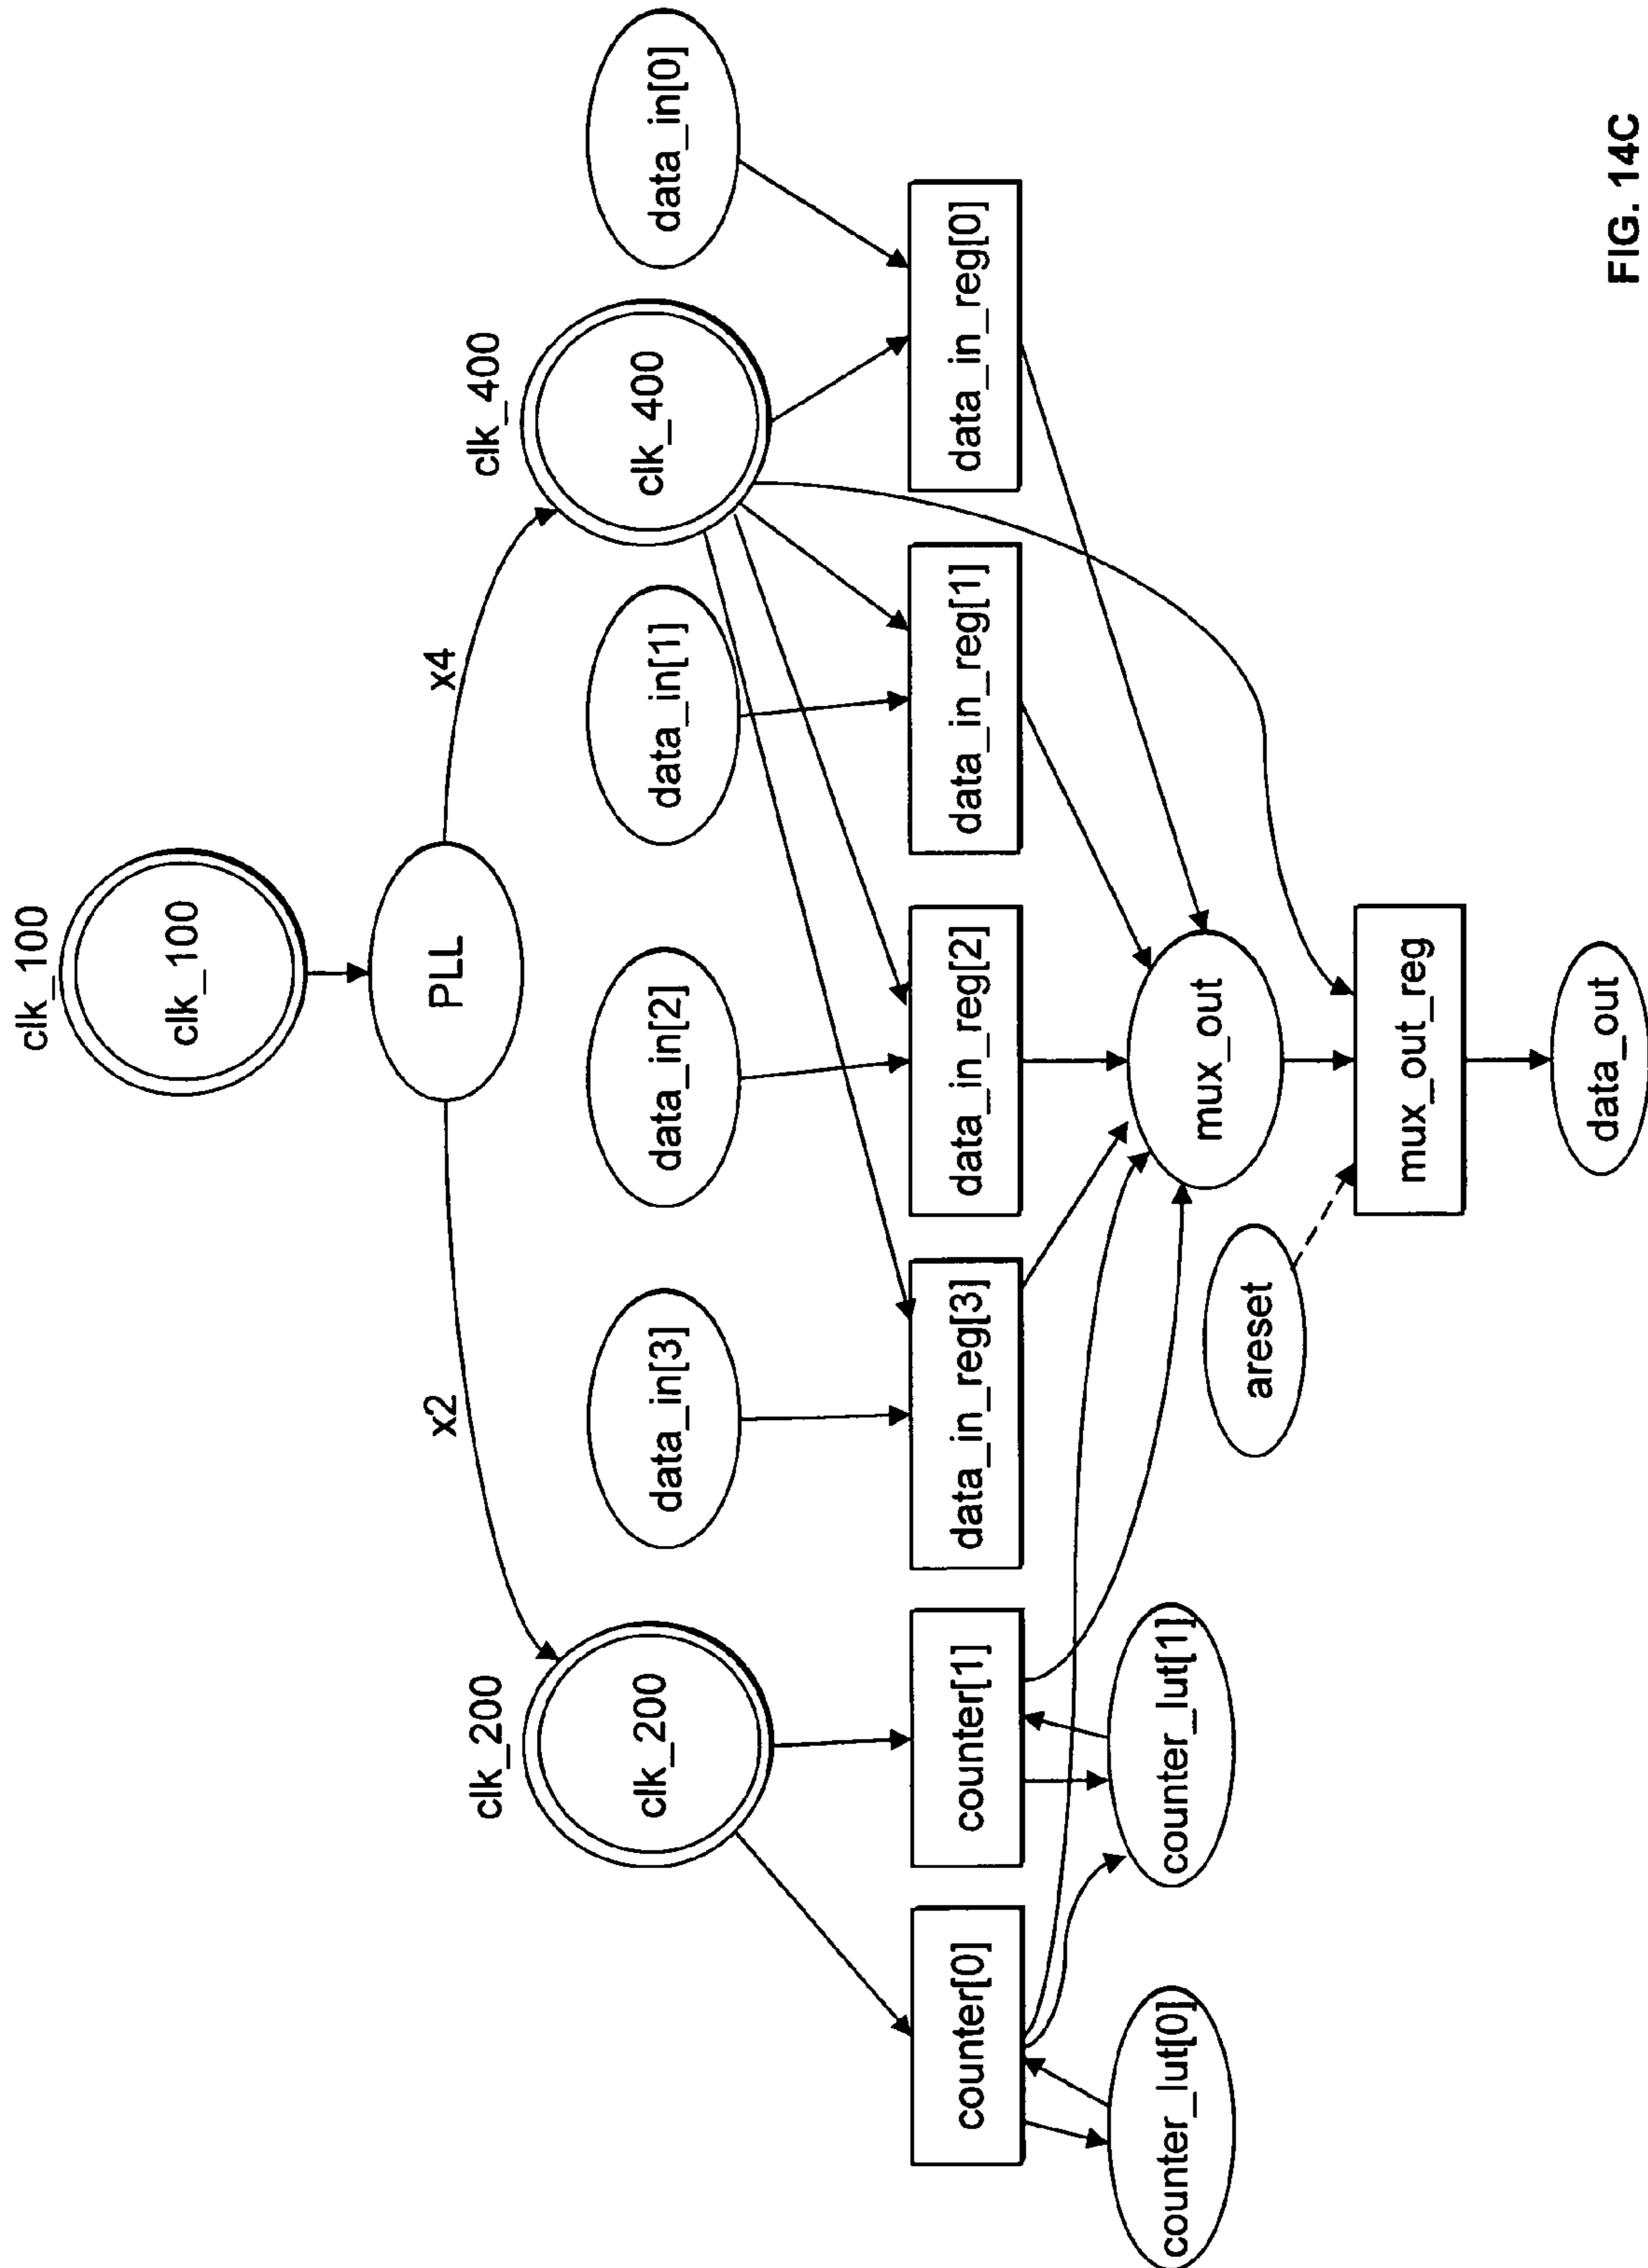 clk_100
clk_100
PLL
x2
x4
clk_200
clk_200
clk_400
clk_400
data_in[3]
data_in[2]
data_in[1]
data_in[0]
counter[0]
counter[1]
data_in_reg[3]
data_in_reg[2]
data_in_reg[1]
data_in_reg[0]
counter_lut[0]
counter_lut[1]
mux_out
areset
mux_out_reg
data_out
FIG. 14C